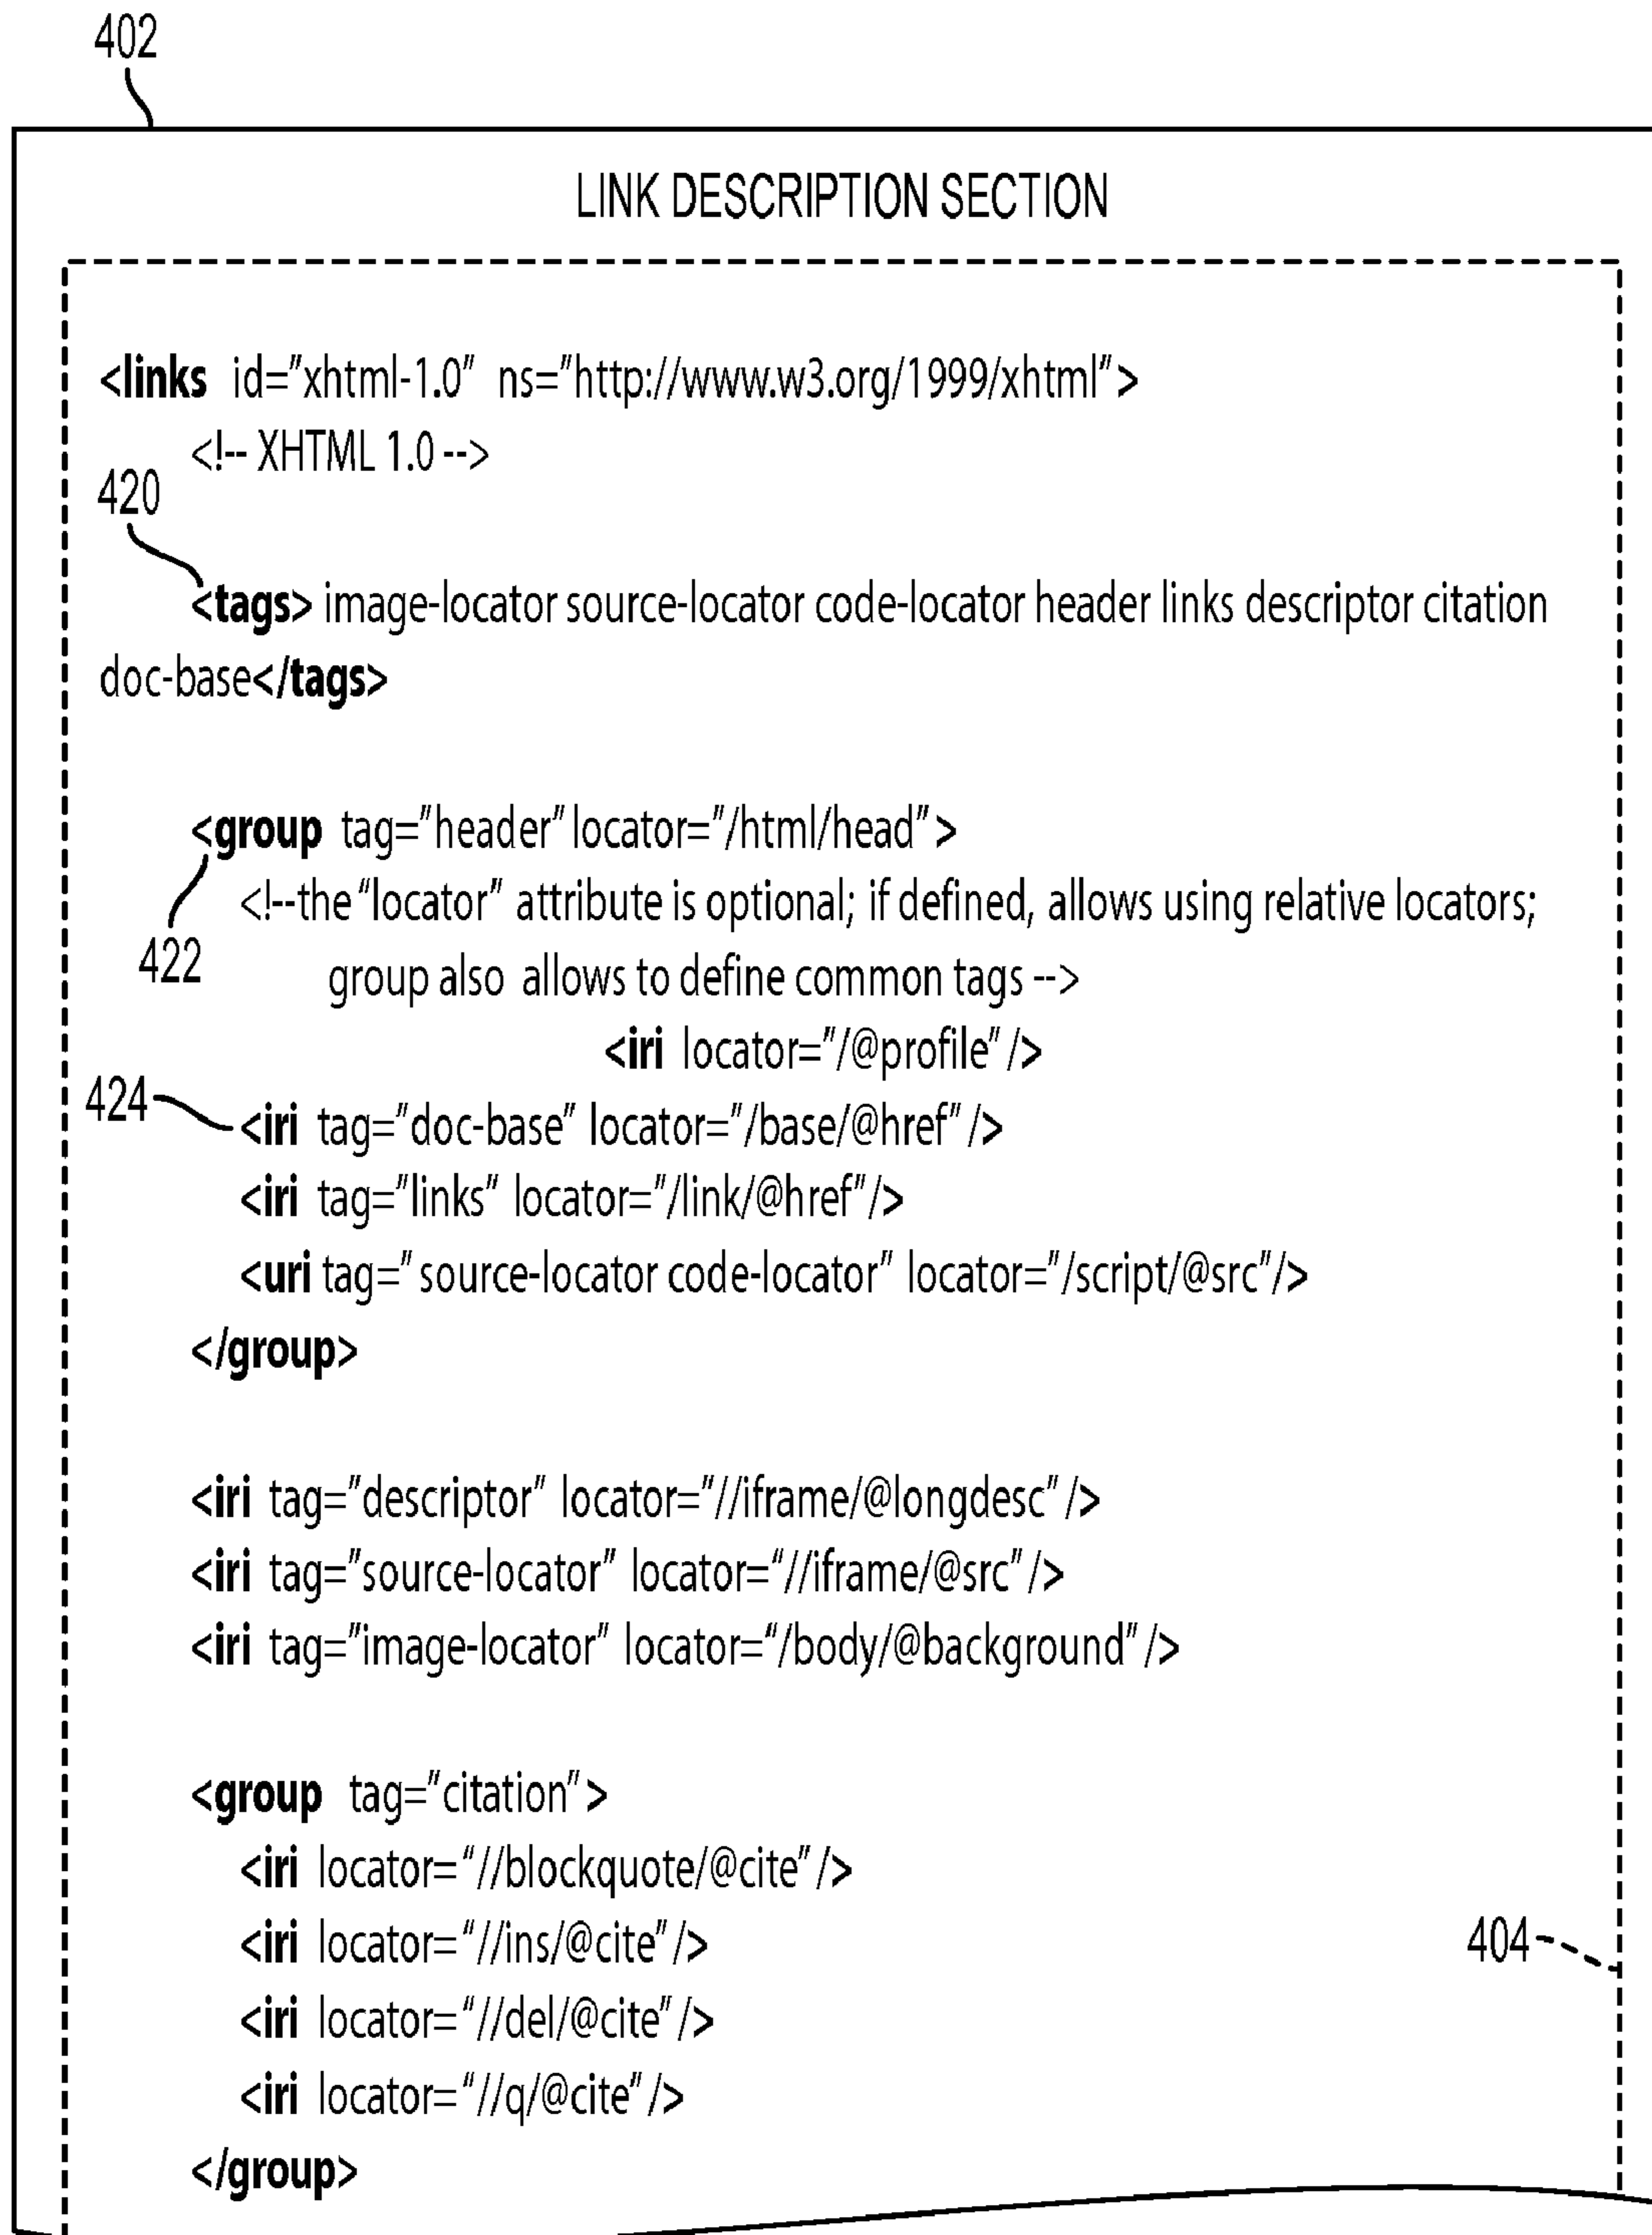 402
LINK DESCRIPTION SECTION
<links id="xhtml-1.0" ns="http://www.w3.org/1999/xhtml">
<!-- XHTML 1.0 -->
420
<tags> image-locator source-locator code-locator header links descriptor citation
doc-base</tags>
<group tag="header" locator="/html/head">
<!--the "locator" attribute is optional; if defined, allows using relative locators;
422
group also allows to define common tags -->
<iri locator="/@profile" />
424
<iri tag="doc-base" locator="/base/@href" />
<iri tag="links" locator="/link/@href"/>
<uri tag=" source-locator code-locator" locator="/script/@src"/>
</group>
<iri tag="descriptor" locator="//iframe/@longdesc" />
<iri tag="source-locator" locator="//iframe/@src" />
<iri tag="image-locator" locator="/body/@background" />
<group tag="citation">
<iri locator="//blockquote/@cite" />
<iri locator="//ins/@cite" />
404
<iri locator="//del/@cite" />
<iri locator="//q/@cite" />
</group>